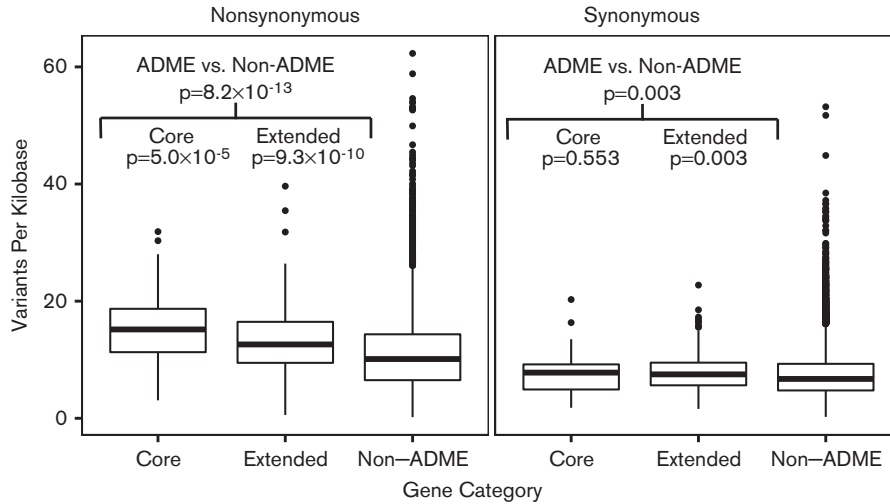 Nonsynonymous
Synonymous
Variants Per Kilobase
60
40
20
0
ADME vs. Non-ADME
p=8.2×10-13
Core
Extended
p=5.0×10-5
p=9.3×10-10
ADME vs. Non-ADME
p=0.003
Core
Extended
p=0.553
p=0.003
Core
Extended
Non—ADME
Core
Extended
Non—ADME
Gene Category